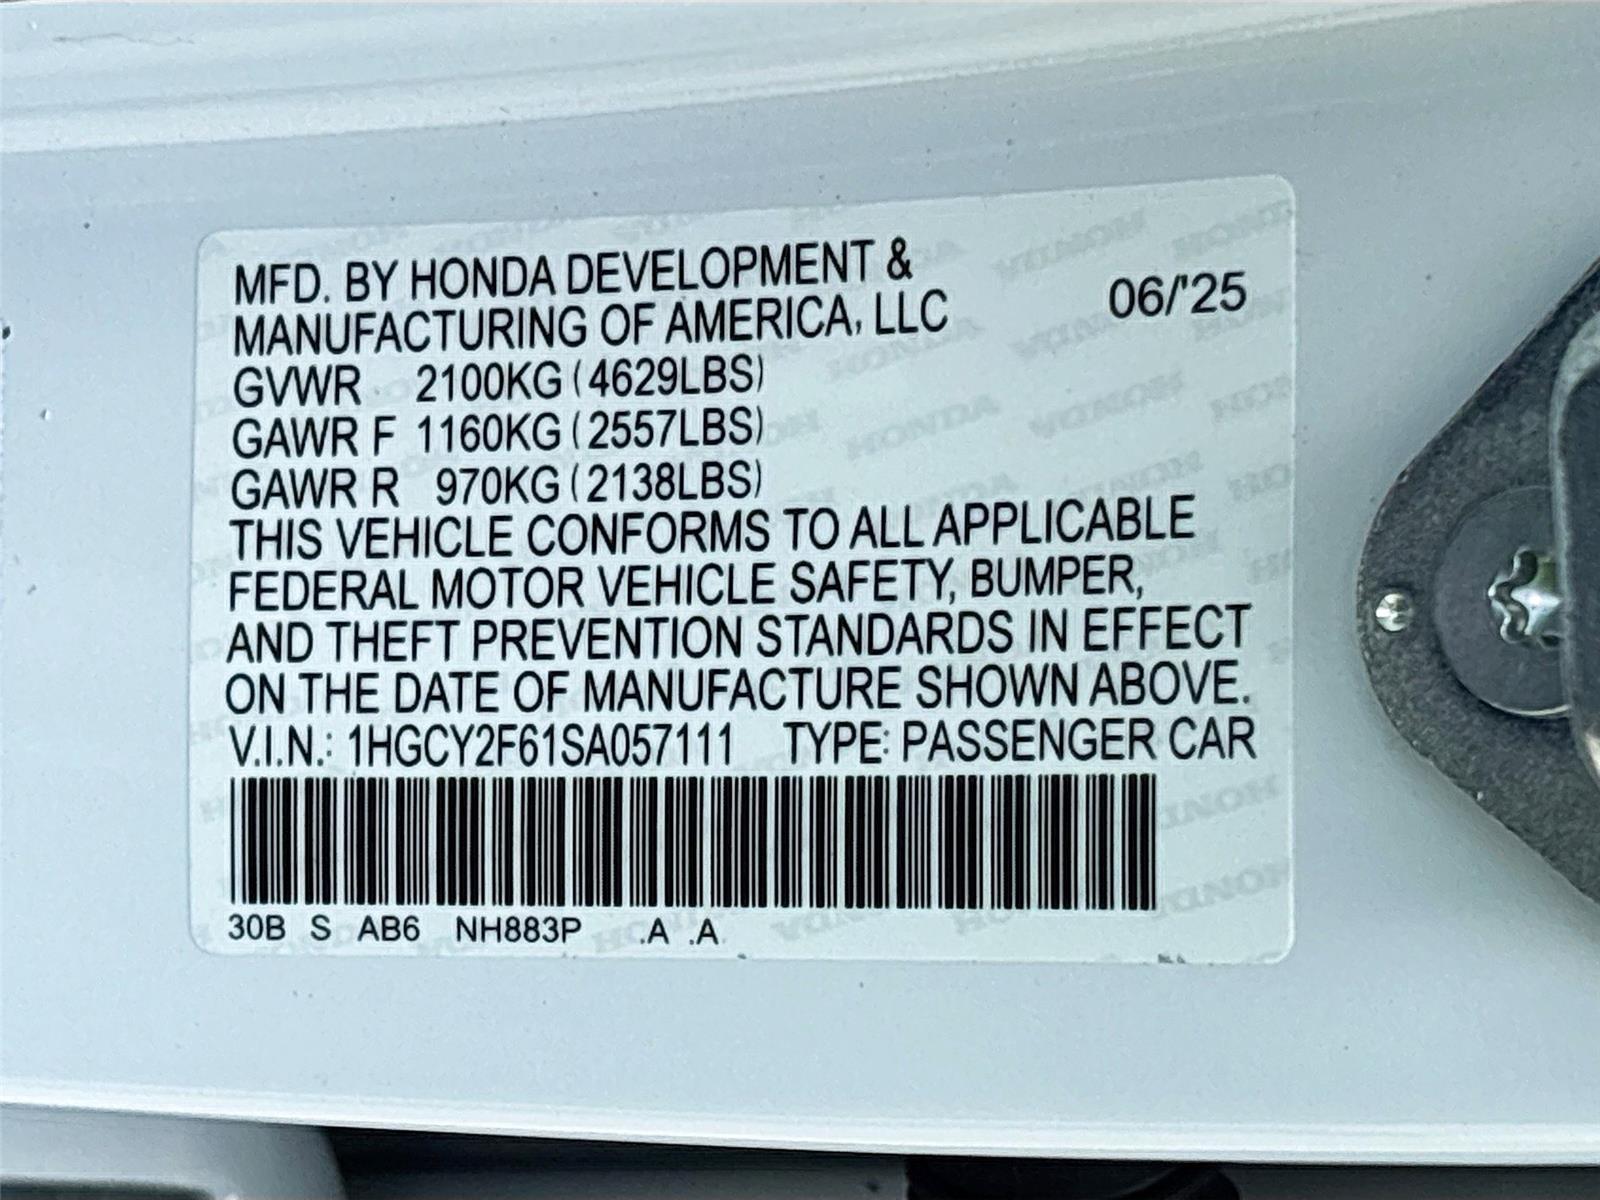 MFD. BY HONDA DEVELOPMENT &
MANUFACTURING OF AMERICA, LLC 06/'25
GVWR 2100KG (4629LBS)
GAWR F 1160KG (2557LBS)
GAWR R 970KG (2138LBS)
THIS VEHICLE CONFORMS TO ALL APPLICABLE
FEDERAL MOTOR VEHICLE SAFETY, BUMPER,
AND THEFT PREVENTION STANDARDS IN EFFECT
ON THE DATE OF MANUFACTURE SHOWN ABOVE.
V.I.N.: 1HGCY2F61SA057111 TYPE: PASSENGER CAR
30B S AB6 NH883P .A .A